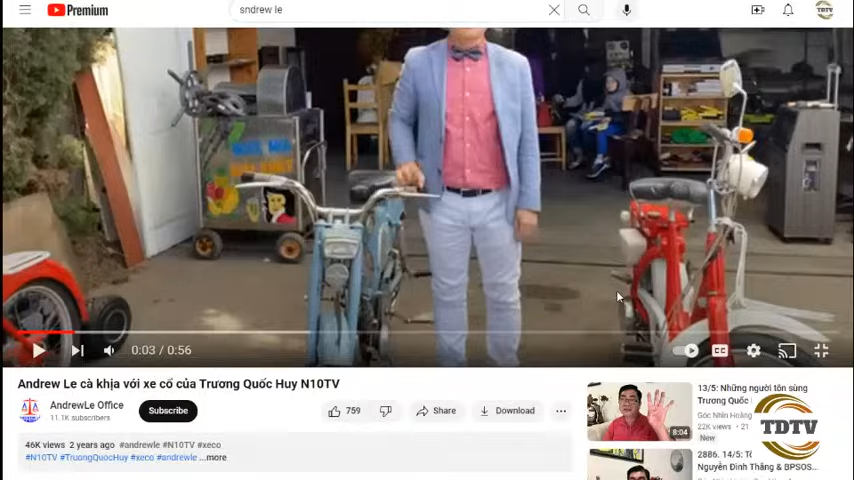 Premium
sndrew le
TDTV
0:03 / 0:56
CC
Andrew Le cà khịa với xe cổ của Trương Quốc Huy N10TV
AndrewLe Office
11.1K subscribers
Subscribe
759
Share
Download
46K views 2 years ago #andrewle #N10TV #xeco
#N10TV #TruongQuocHuy #xeco #andrewle ...more
8:04
13/5: Những người tôn sùng
Trương Quốc
Góc Nhìn Hoàng
22K views • 21
New
TDTV
2886. 14/5:
Nguyễn Đình Thắng & BPSOS...